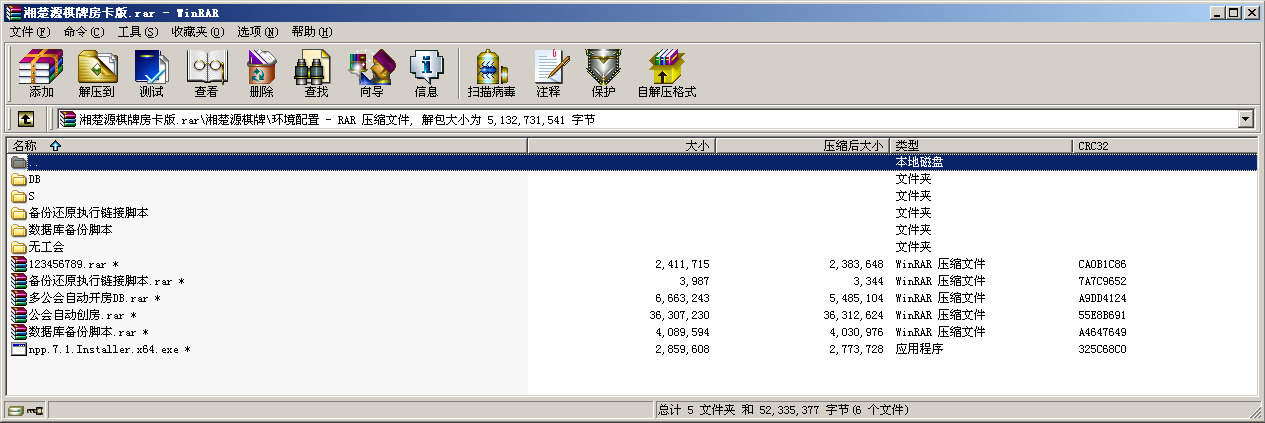 湘楚源棋牌房卡版.rar - WinRAR
文件(F) 命令(C) 工具(S) 收藏夹(O) 选项(N) 帮助(H)
添加 解压到 测试 查看 删除 查找 向导 信息 扫描病毒 注释 保护 自解压格式
湘楚源棋牌房卡版.rar\湘楚源棋牌\环境配置 - RAR 压缩文件, 解包大小为 5,132,731,541 字节
名称 大小 压缩后大小 类型 CRC32
.. 本地磁盘
DB 文件夹
S 文件夹
备份还原执行链接脚本 文件夹
数据库备份脚本 文件夹
无工会 文件夹
123456789.rar * 2,411,715 2,383,648 WinRAR 压缩文件 CA0B1C86
备份还原执行链接脚本.rar * 3,987 3,344 WinRAR 压缩文件 7A7C9652
多公会自动开房DB.rar * 6,663,243 5,485,104 WinRAR 压缩文件 A9DD4124
公会自动创房.rar * 36,307,230 36,312,624 WinRAR 压缩文件 55E8B691
数据库备份脚本.rar * 4,089,594 4,030,976 WinRAR 压缩文件 A4647649
npp.7.1.Installer.x64.exe * 2,859,608 2,773,728 应用程序 325C68C0
总计 5 文件夹 和 52,335,377 字节(6 个文件)